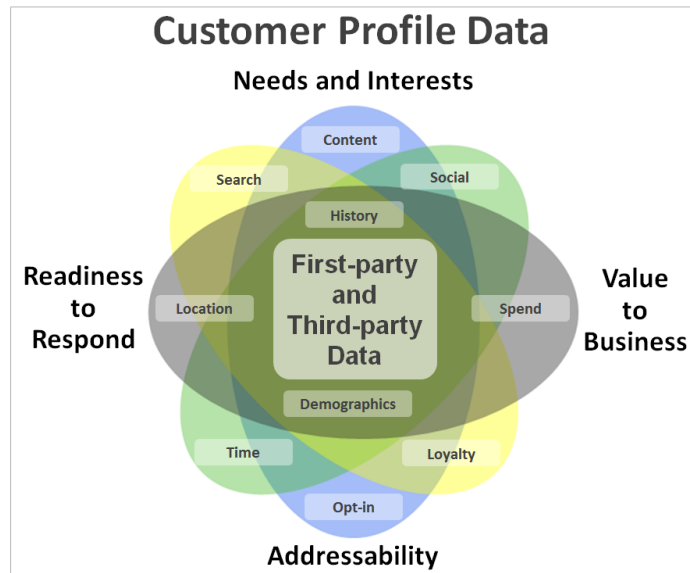 Customer Profile Data
Needs and Interests
Content
Search
Social
History
First-party
and
Third-party
Data
Readiness
to
Respond
Location
Spend
Value
to
Business
Demographics
Time
Loyalty
Opt-in
Addressability